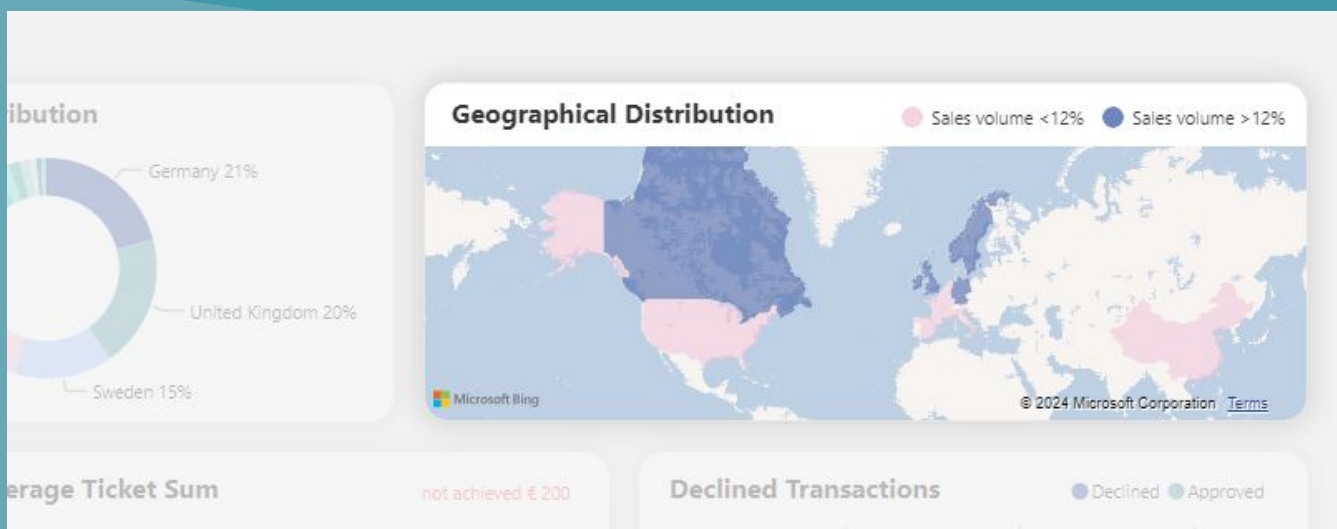 ibution
Germany 21%
United Kingdom 20%
Sweden 15%
Geographical Distribution
Sales volume <12%
Sales volume >12%
Microsoft Bing
© 2024 Microsoft Corporation Terms
erage Ticket Sum
not achieved € 200
Declined Transactions
Declined
Approved